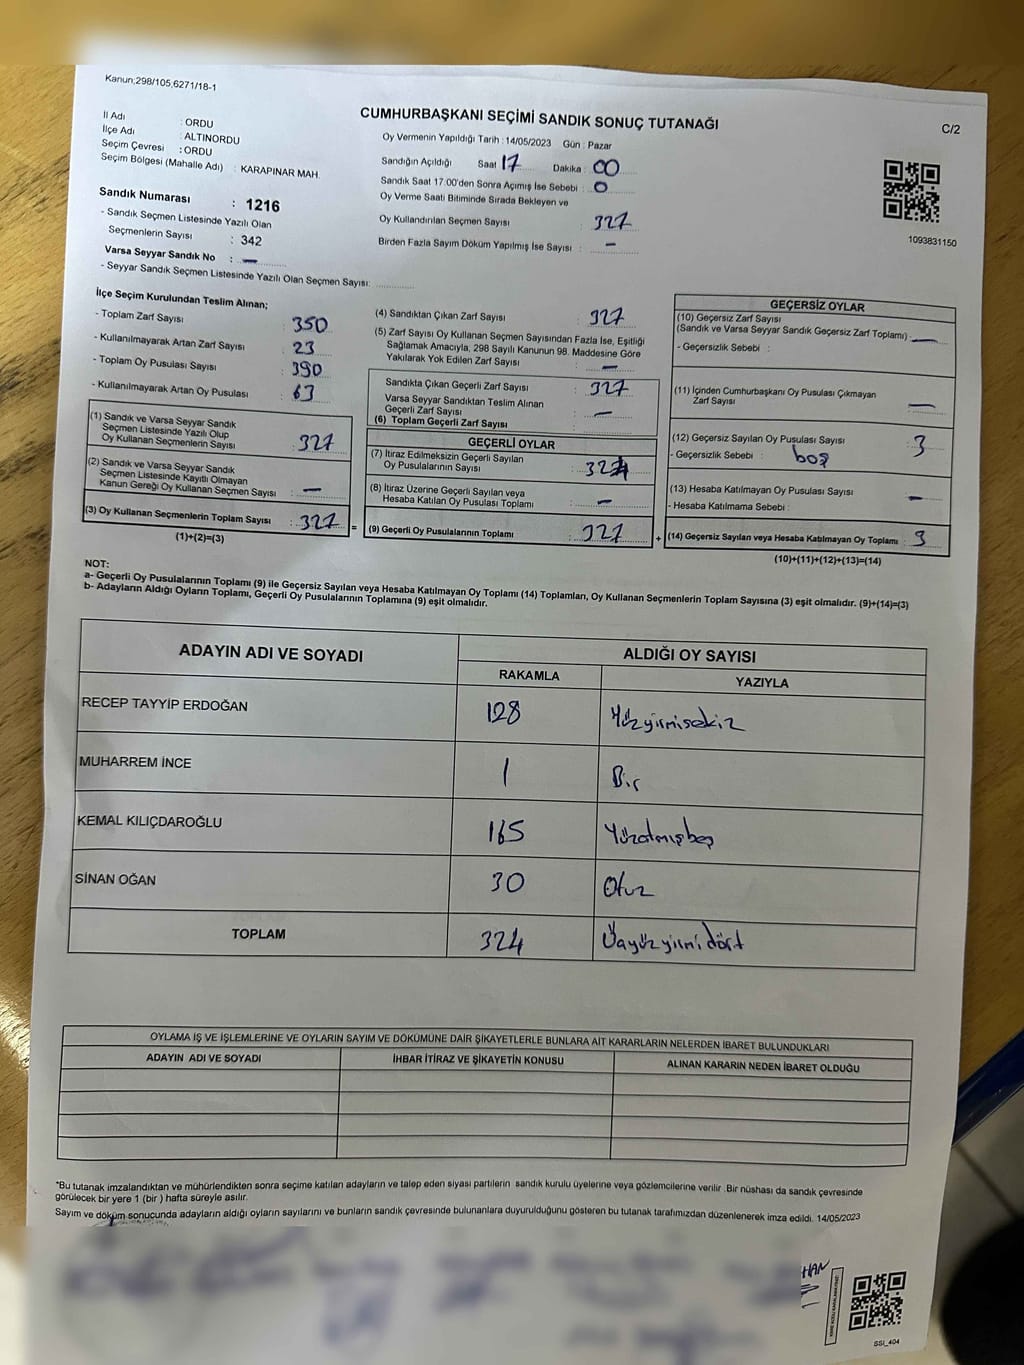 Kanun;298/105,6271/18-1
CUMHURBAŞKANI SEÇİMİ SANDIK SONUÇ TUTANAĞI
C/2
İl Adı : ORDU
İlçe Adı : ALTINORDU
Seçim Çevresi : ORDU
Seçim Bölgesi (Mahalle Adı) : KARAPINAR MAH.
Sandık Numarası : 1216
- Sandık Seçmen Listesinde Yazılı Olan
Seçmenlerin Sayısı : 342
Varsa Seyyar Sandık No : —
- Seyyar Sandık Seçmen Listesinde Yazılı Olan Seçmen Sayısı:
Oy Vermenin Yapıldığı Tarih : 14/05/2023 Gün : Pazar
Sandığın Açıldığı Saat 17 Dakika : 00
Sandık Saat 17:00'den Sonra Açımış İse Sebebi : 0
Oy Verme Saati Bitiminde Sırada Bekleyen ve
Oy Kullandırılan Seçmen Sayısı 327
Birden Fazla Sayım Döküm Yapılmış İse Sayısı : —
1093831150
İlçe Seçim Kurulundan Teslim Alınan;
- Toplam Zarf Sayısı : 350
- Kullanılmayarak Artan Zarf Sayısı : 23
- Toplam Oy Pusulası Sayısı : 390
- Kullanılmayarak Artan Oy Pusulası : 63
(1) Sandık ve Varsa Seyyar Sandık
Seçmen Listesinde Yazılı Olup
Oy Kullanan Seçmenlerin Sayısı : 327
(2) Sandık ve Varsa Seyyar Sandık
Seçmen Listesinde Kayıtlı Olmayan
Kanun Gereği Oy Kullanan Seçmen Sayısı : —
(3) Oy Kullanan Seçmenlerin Toplam Sayısı : 327 =
(1)+(2)=(3)
(4) Sandıktan Çıkan Zarf Sayısı : 327
(5) Zarf Sayısı Oy Kullanan Seçmen Sayısından Fazla İse, Eşitliği
Sağlamak Amacıyla, 298 Sayılı Kanunun 98. Maddesine Göre
Yakılarak Yok Edilen Zarf Sayısı : —
Sandıkta Çıkan Geçerli Zarf Sayısı : 327
Varsa Seyyar Sandıktan Teslim Alınan
Geçerli Zarf Sayısı : —
(6) Toplam Geçerli Zarf Sayısı :
GEÇERLİ OYLAR
(7) İtiraz Edilmeksizin Geçerli Sayılan
Oy Pusulalarının Sayısı : 324
(8) İtiraz Üzerine Geçerli Sayılan veya
Hesaba Katılan Oy Pusulası Toplamı : —
(9) Geçerli Oy Pusulalarının Toplamı : 327 +
GEÇERSİZ OYLAR
(10) Geçersiz Zarf Sayısı
(Sandık ve Varsa Seyyar Sandık Geçersiz Zarf Toplamı) : —
- Geçersizlik Sebebi :
(11) İçinden Cumhurbaşkanı Oy Pusulası Çıkmayan
Zarf Sayısı : —
(12) Geçersiz Sayılan Oy Pusulası Sayısı : 3
- Geçersizlik Sebebi : boş
(13) Hesaba Katılmayan Oy Pusulası Sayısı : —
- Hesaba Katılmama Sebebi :
(14) Geçersiz Sayılan veya Hesaba Katılmayan Oy Toplamı : 3
(10)+(11)+(12)+(13)=(14)
NOT:
a- Geçerli Oy Pusulalarının Toplamı (9) ile Geçersiz Sayılan veya Hesaba Katılmayan Oy Toplamı (14) Toplamları, Oy Kullanan Seçmenlerin Toplam Sayısına (3) eşit olmalıdır. (9)+(14)=(3)
b- Adayların Aldığı Oyların Toplamı, Geçerli Oy Pusulalarının Toplamına (9) eşit olmalıdır.
ADAYIN ADI VE SOYADI ALDIĞI OY SAYISI
RAKAMLA YAZIYLA
RECEP TAYYİP ERDOĞAN 128 Yüzyirmisekiz
MUHARREM İNCE 1 Bir
KEMAL KILIÇDAROĞLU 165 Yüzatmışbeş
SİNAN OĞAN 30 Otuz
TOPLAM 324 Üçyüzyirmidört
OYLAMA İŞ VE İŞLEMLERİNE VE OYLARIN SAYIM VE DÖKÜMÜNE DAİR ŞİKAYETLERLE BUNLARA AİT KARARLARIN NELERDEN İBARET BULUNDUKLARI
ADAYIN ADI VE SOYADI İHBAR İTİRAZ VE ŞİKAYETİN KONUSU ALINAN KARARIN NEDEN İBARET OLDUĞU
*Bu tutanak imzalandıktan ve mühürlendikten sonra seçime katılan adayların ve talep eden siyasi partilerin sandık kurulu üyelerine veya gözlemcilerine verilir .Bir nüshası da sandık çevresinde
görülecek bir yere 1 (bir ) hafta süreyle asılır.
Sayım ve döküm sonucunda adayların aldığı oyların sayılarını ve bunların sandık çevresinde bulunanlara duyurulduğunu gösteren bu tutanak tarafımızdan düzenlenerek imza edildi. 14/05/2023
HAN
SSİ_404